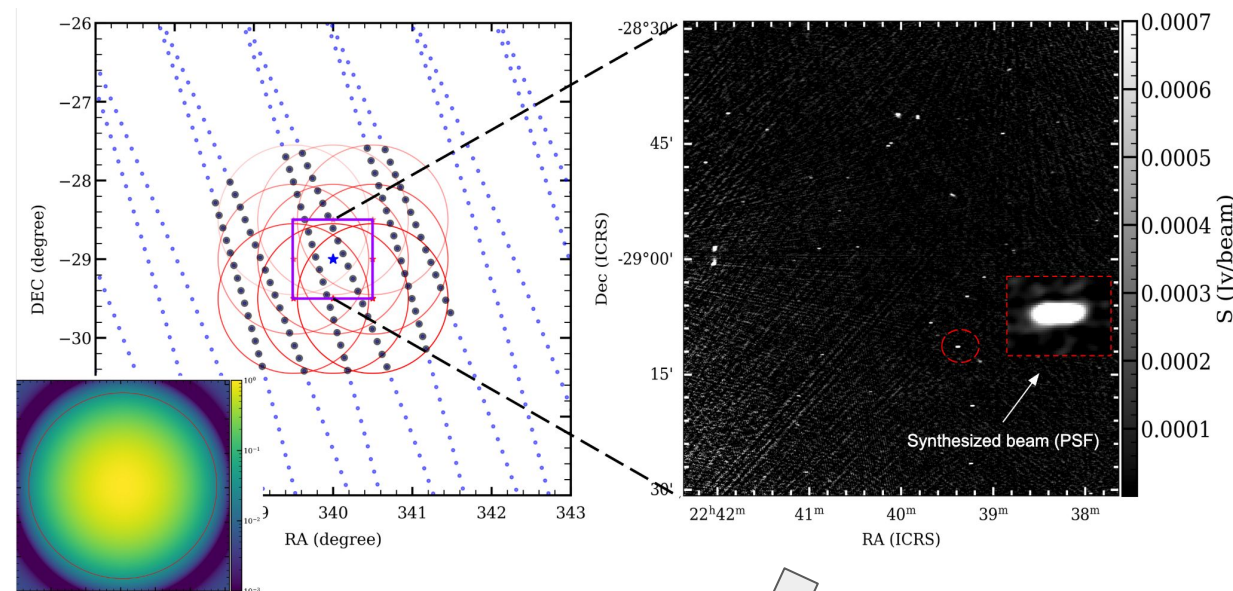 −26
−27
−28
−29
−30
DEC (degree)
9
340
341
342
343
RA (degree)
10⁰
10⁻¹
10⁻²
10⁻³
−28°30'
45'
−29°00'
15'
30'
Dec (ICRS)
22ʰ42ᵐ
41ᵐ
40ᵐ
39ᵐ
38ᵐ
RA (ICRS)
Synthesized beam (PSF)
0.0007
0.0006
0.0005
0.0004
0.0003
0.0002
0.0001
S (Jy/beam)